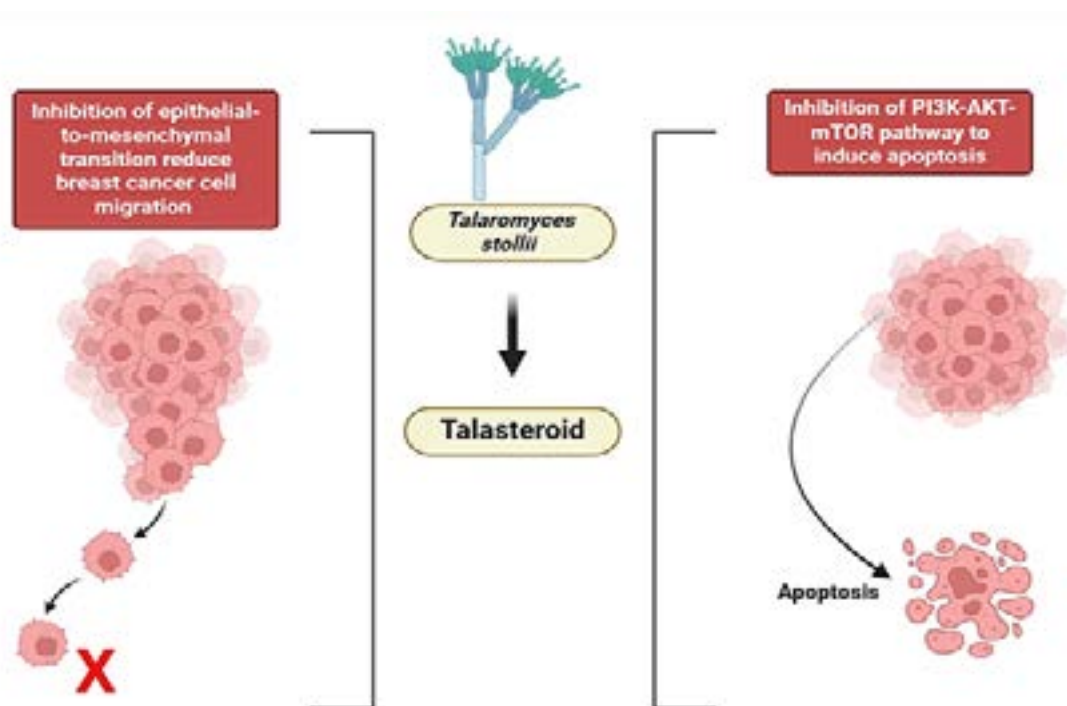 Inhibition of epithelial-
to-mesenchymal
transition reduce
breast cancer cell
migration
Talaromyces
stollii
Talasteroid
Inhibition of PI3K-AKT-
mTOR pathway to
induce apoptosis
Apoptosis
X